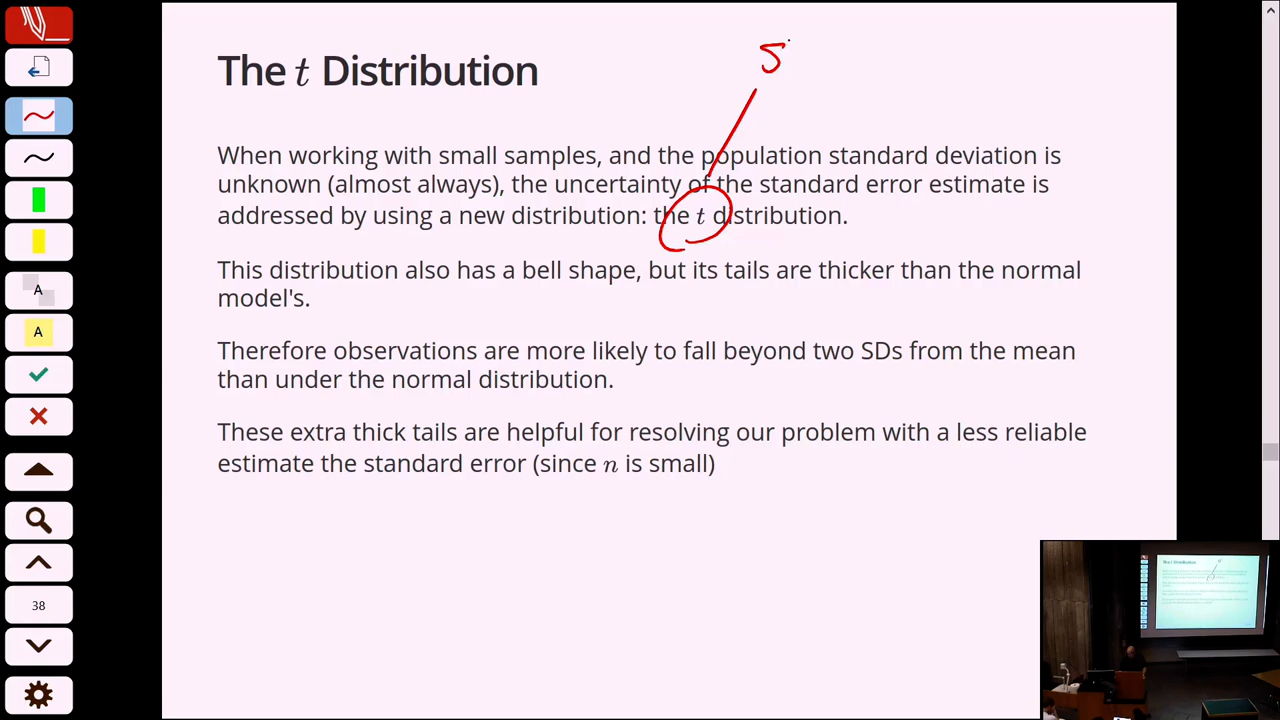 The t Distribution
S
When working with small samples, and the population standard deviation is
unknown (almost always), the uncertainty of the standard error estimate is
addressed by using a new distribution: the t distribution.
This distribution also has a bell shape, but its tails are thicker than the normal
model's.
Therefore observations are more likely to fall beyond two SDs from the mean
than under the normal distribution.
These extra thick tails are helpful for resolving our problem with a less reliable
estimate the standard error (since n is small)
A
A
38
The t Distribution